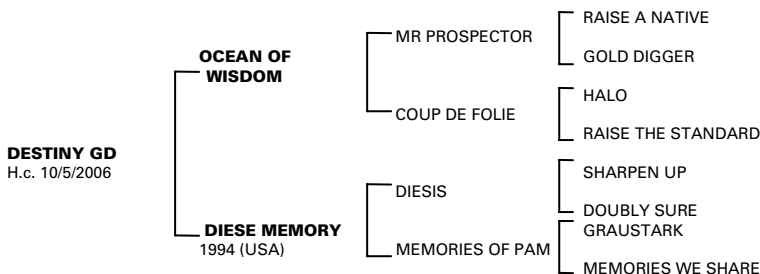 RAISE A NATIVE
MR PROSPECTOR
GOLD DIGGER
OCEAN OF
WISDOM
HALO
COUP DE FOLIE
RAISE THE STANDARD
DESTINY GD
H.c. 10/5/2006
SHARPEN UP
DIESIS
DOUBLY SURE
DIESE MEMORY
1994 (USA)
GRAUSTARK
MEMORIES OF PAM
MEMORIES WE SHARE